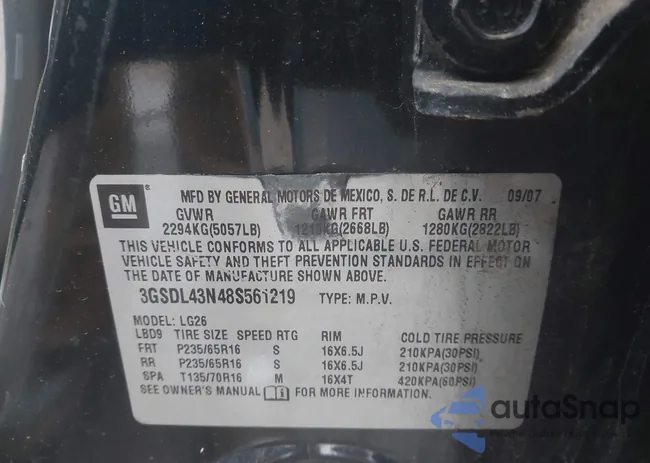 GM ® MFD BY GENERAL MOTORS DE MEXICO, S. DE R.L. DE C.V. 09/07
GVWR GAWR FRT GAWR RR
2294KG(5057LB) 1210KG(2668LB) 1280KG(2822LB)
THIS VEHICLE CONFORMS TO ALL APPLICABLE U.S. FEDERAL MOTOR
VEHICLE SAFETY AND THEFT PREVENTION STANDARDS IN EFFECT ON
THE DATE OF MANUFACTURE SHOWN ABOVE.
3GSDL43N48S561219 TYPE: M.P.V.
MODEL: LG26
LBD9 TIRE SIZE SPEED RTG RIM COLD TIRE PRESSURE
FRT P235/65R16 S 16X6.5J 210KPA(30PSI)
RR P235/65R16 S 16X6.5J 210KPA(30PSI)
SPA T135/70R16 M 16X4T 420KPA(60PSI)
SEE OWNER'S MANUAL FOR MORE INFORMATION.
autoSnap